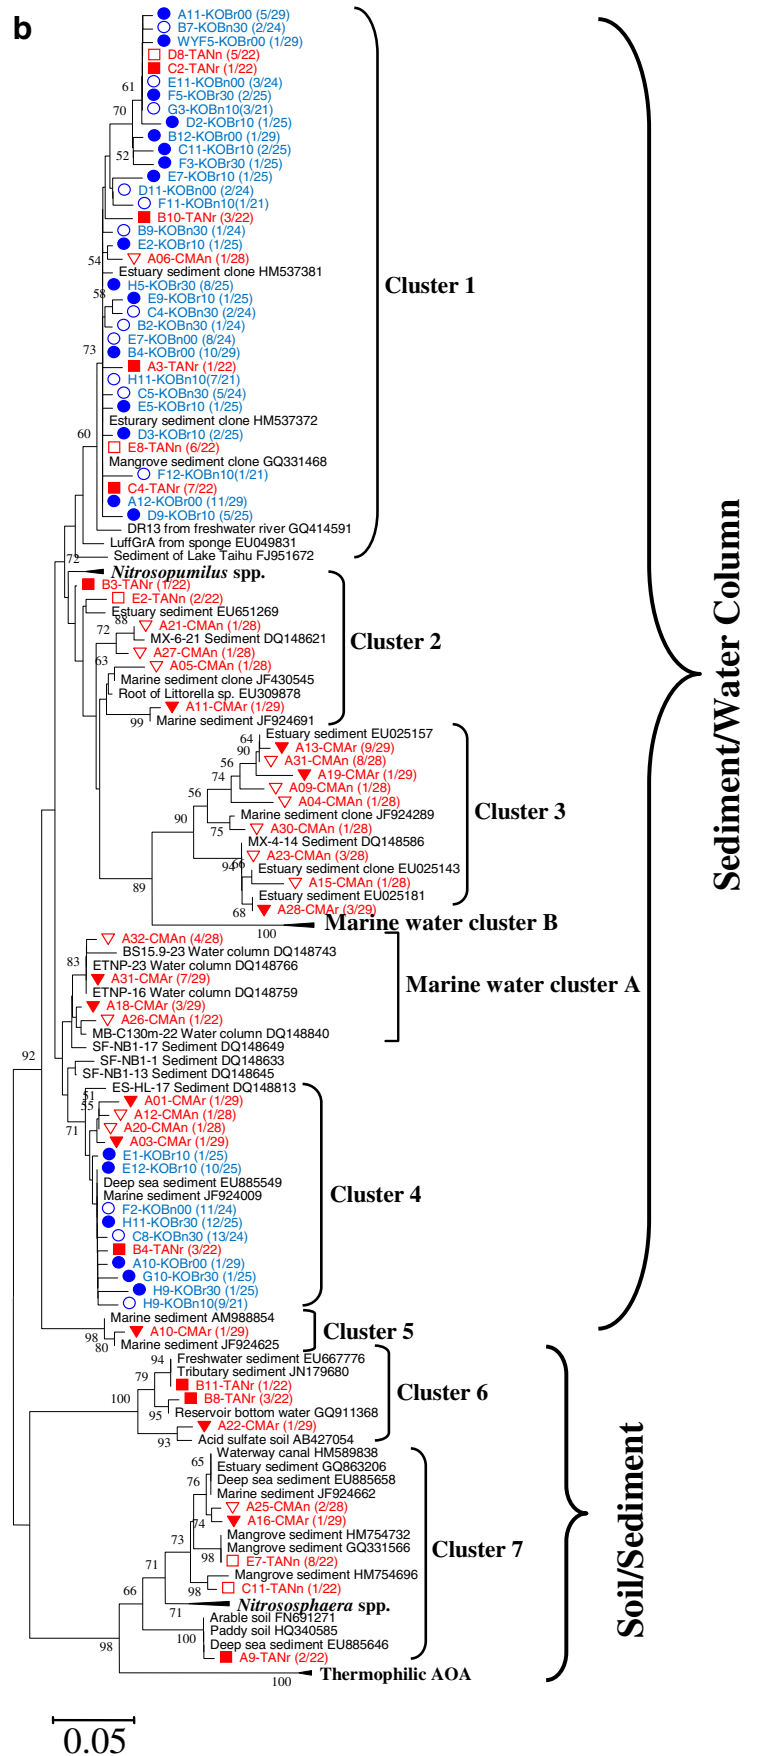 b
A11-KOBr00 (5/29)
B7-KOBn30 (2/24)
WYF5-KOBr00 (1/29)
D8-TANn (5/22)
C2-TANr (1/22)
E11-KOBn00 (3/24)
61
F5-KOBr30 (2/25)
G3-KOBn10(3/21)
70
D2-KOBr10 (1/25)
B12-KOBr00 (1/29)
C11-KOBr10 (2/25)
52
F3-KOBr30 (1/25)
E7-KOBr10 (1/25)
D11-KOBn00 (2/24)
F11-KOBn10(1/21)
B10-TANr (3/22)
B9-KOBn30 (1/24)
E2-KOBr10 (1/25)
54
A06-CMAn (1/28)
Estuary sediment clone HM537381
Cluster 1
H5-KOBr30 (8/25)
58
E9-KOBr10 (1/25)
C4-KOBn30 (2/24)
B2-KOBn30 (1/24)
E7-KOBn00 (8/24)
73
B4-KOBr00 (10/29)
A3-TANr (1/22)
H11-KOBn10(7/21)
C5-KOBn30 (5/24)
E5-KOBr10 (1/25)
Esturary sediment clone HM537372
60
D3-KOBr10 (2/25)
E8-TANn (6/22)
Mangrove sediment clone GQ331468
F12-KOBn10(1/21)
C4-TANr (7/22)
A12-KOBr00 (11/29)
D9-KOBr10 (5/25)
DR13 from freshwater river GQ414591
LuffGrA from sponge EU049831
72
Sediment of Lake Taihu FJ951672
Nitrosopumilus spp.
B3-TANr (1/22)
E2-TANn (2/22)
Estuary sediment EU651269
88
A21-CMAn (1/28)
72
MX-6-21 Sediment DQ148621
Cluster 2
A27-CMAn (1/28)
63
A05-CMAn (1/28)
Marine sediment clone JF430545
Root of Littorella sp. EU309878
A11-CMAr (1/29)
99
Marine sediment JF924691
Estuary sediment EU025157
64
A13-CMAr (9/29)
90
A31-CMAn (8/28)
56
A19-CMAr (1/29)
74
A09-CMAn (1/28)
56
A04-CMAn (1/28)
Cluster 3
90
Marine sediment clone JF924289
75
A30-CMAn (1/28)
MX-4-14 Sediment DQ148586
A23-CMAn (3/28)
94
66
Estuary sediment clone EU025143
A15-CMAn (1/28)
89
Estuary sediment EU025181
68
A28-CMAr (3/29)
100
Marine water cluster B
A32-CMAn (4/28)
BS15.9-23 Water column DQ148743
83
ETNP-23 Water column DQ148766
A31-CMAr (7/29)
Marine water cluster A
ETNP-16 Water column DQ148759
A18-CMAr (3/29)
A26-CMAn (1/22)
MB-C130m-22 Water column DQ148840
SF-NB1-17 Sediment DQ148649
92
SF-NB1-1 Sediment DQ148633
SF-NB1-13 Sediment DQ148645
ES-HL-17 Sediment DQ148813
51
A01-CMAr (1/29)
55
A12-CMAn (1/28)
71
A20-CMAn (1/28)
A03-CMAr (1/29)
E1-KOBr10 (1/25)
E12-KOBr10 (10/25)
Deep sea sediment EU885549
Marine sediment JF924009
Cluster 4
F2-KOBn00 (11/24)
H11-KOBr30 (12/25)
C8-KOBn30 (13/24)
B4-TANr (3/22)
A10-KOBr00 (1/29)
G10-KOBr30 (1/25)
H9-KOBr30 (1/25)
H9-KOBn10(9/21)
Marine sediment AM988854
98
A10-CMAr (1/29)
Cluster 5
80
Marine sediment JF924625
Sediment/Water Column
94
Freshwater sediment EU667776
Tributary sediment JN179680
79
B11-TANr (1/22)
Cluster 6
100
B8-TANr (3/22)
95
Reservoir bottom water GQ911368
A22-CMAr (1/29)
93
Acid sulfate soil AB427054
Waterway canal HM589838
65
Estuary sediment GQ863206
76
Deep sea sediment EU885658
Marine sediment JF924662
A25-CMAn (2/28)
74
A16-CMAr (1/29)
73
Mangrove sediment HM754732
Mangrove sediment GQ331566
98
E7-TANn (8/22)
Cluster 7
71
Mangrove sediment HM754696
98
C11-TANn (1/22)
66
71
Nitrososphaera spp.
Arable soil FN691271
Paddy soil HQ340585
100
Deep sea sediment EU885646
98
A9-TANr (2/22)
100
Thermophilic AOA
Soil/Sediment
0.05